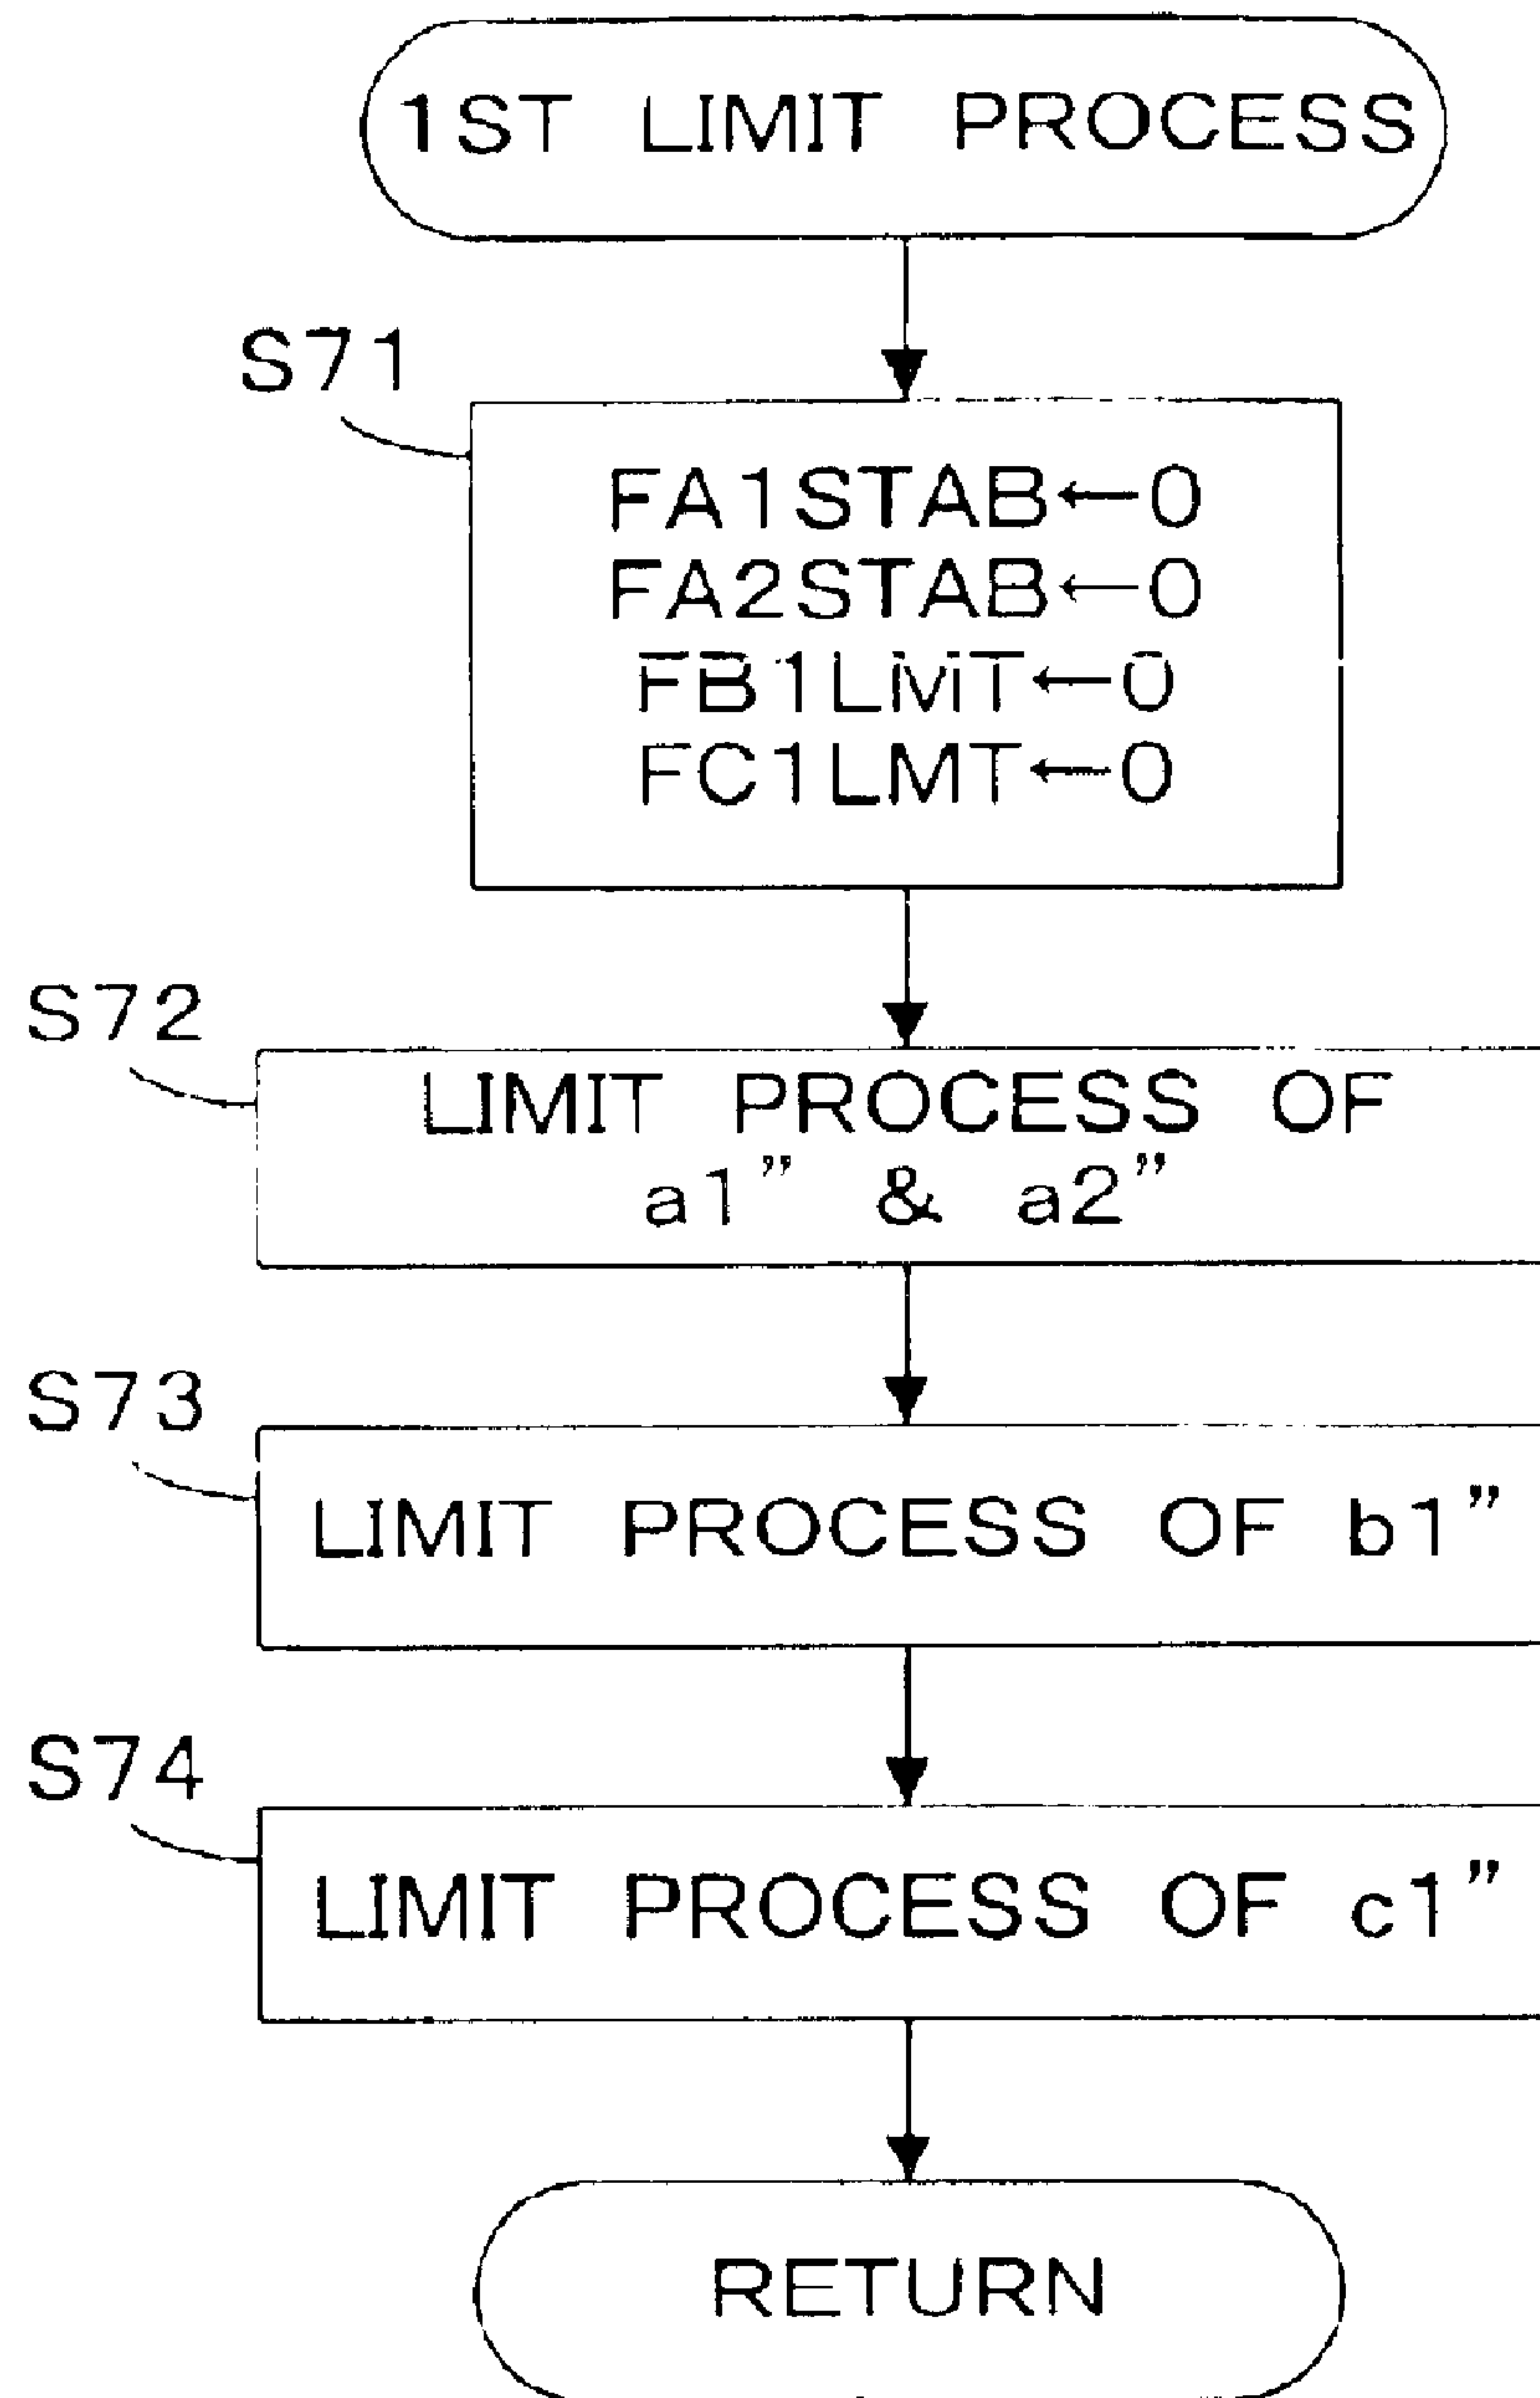 1ST LIMIT PROCESS
S71
FA1STAB←0
FA2STAB←0
FB1LMT←0
FC1LMT←0
S72
LIMIT PROCESS OF
a1” & a2”
S73
LIMIT PROCESS OF b1”
S74
LIMIT PROCESS OF c1”
RETURN